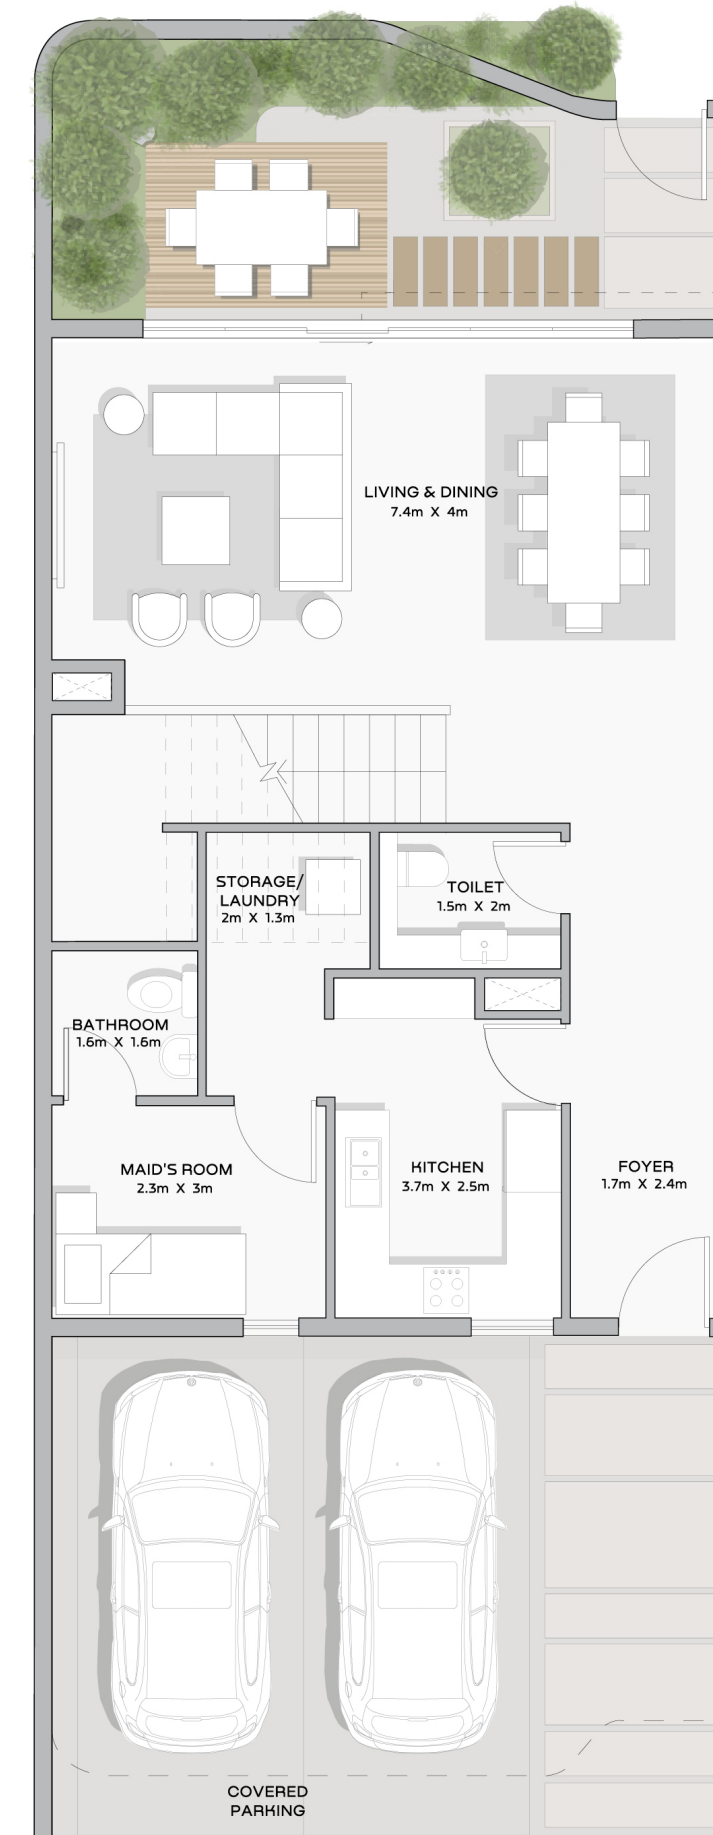 LIVING & DINING
7.4m X 4m
STORAGE/
LAUNDRY
2m X 1.3m
TOILET
1.5m X 2m
BATHROOM
1.6m X 1.6m
MAID'S ROOM
2.3m X 3m
KITCHEN
3.7m X 2.5m
FOYER
1.7m X 2.4m
COVERED
PARKING